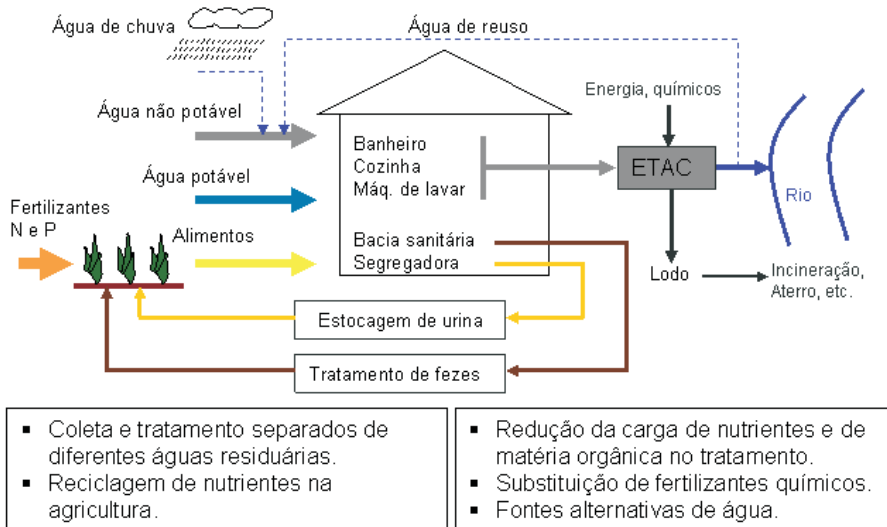 Água de chuva
Água de reuso
Energia, químicos
Água não potável
Banheiro
Cozinha
Máq. de lavar
ETAC
Água potável
Rio
Fertilizantes
N e P
Alimentos
Bacia sanitária
Segregadora
Lodo
Incineração,
Aterro, etc.
Estocagem de urina
Tratamento de fezes
▪ Coleta e tratamento separados de
diferentes águas residuárias.
▪ Reciclagem de nutrientes na
agricultura.
▪ Redução da carga de nutrientes e de
matéria orgânica no tratamento.
▪ Substituição de fertilizantes químicos.
▪ Fontes alternativas de água.